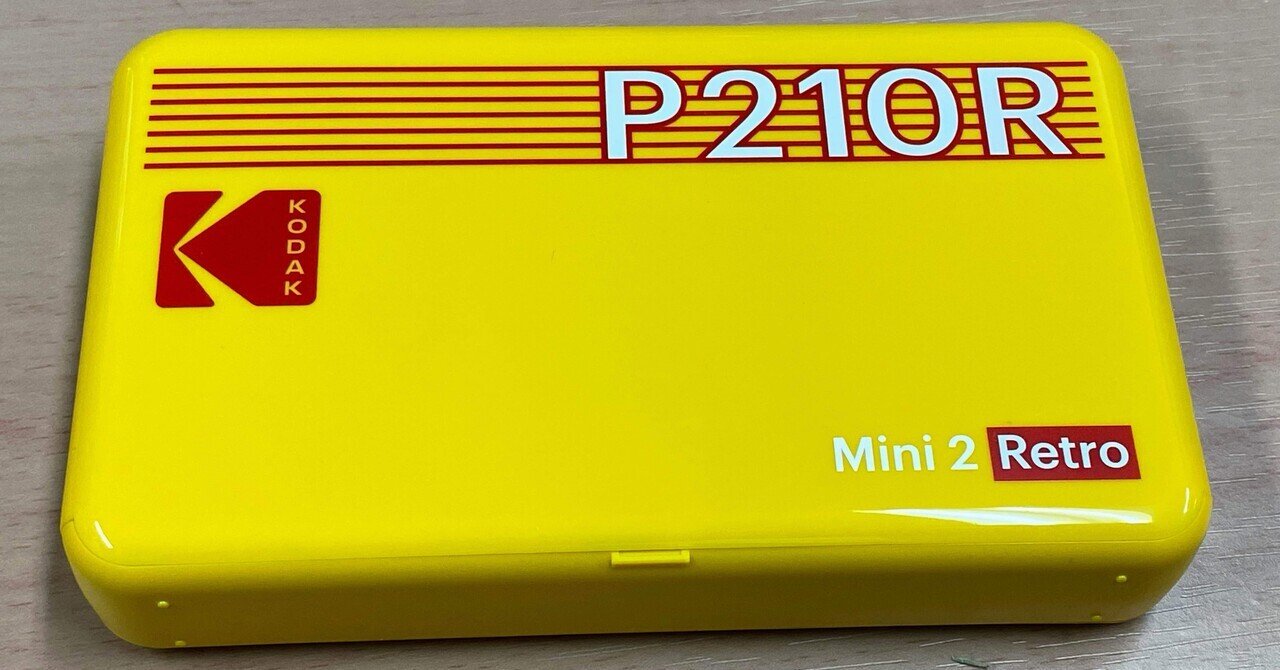 P210R
KODAK
Mini 2 Retro